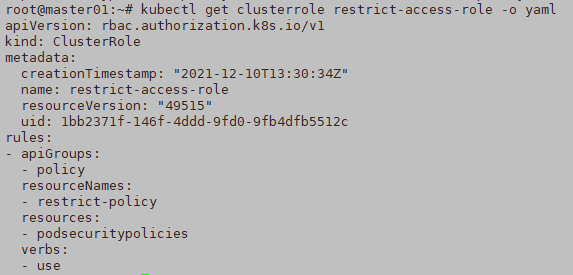 root@master01:~# kubectl get clusterrole restrict-access-role -o yaml
apiVersion: rbac.authorization.k8s.io/v1
kind: ClusterRole
metadata:
  creationTimestamp: "2021-12-10T13:30:34Z"
  name: restrict-access-role
  resourceVersion: "49515"
  uid: 1bb2371f-146f-4ddd-9fd0-9fb4dfb5512c
rules:
- apiGroups:
  - policy
  resourceNames:
  - restrict-policy
  resources:
  - podsecuritypolicies
  verbs:
  - use